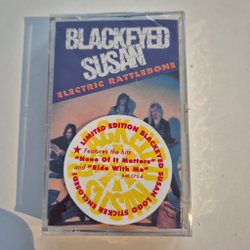 BLACKEYED
SUSAN
ELECTRIC RATTLEBONE
LIMITED EDITION BLACKEYED SUSAN LOGO STICKER ENCLOSED!
Features the hits
"None Of It Matters"
and "Ride With Me"